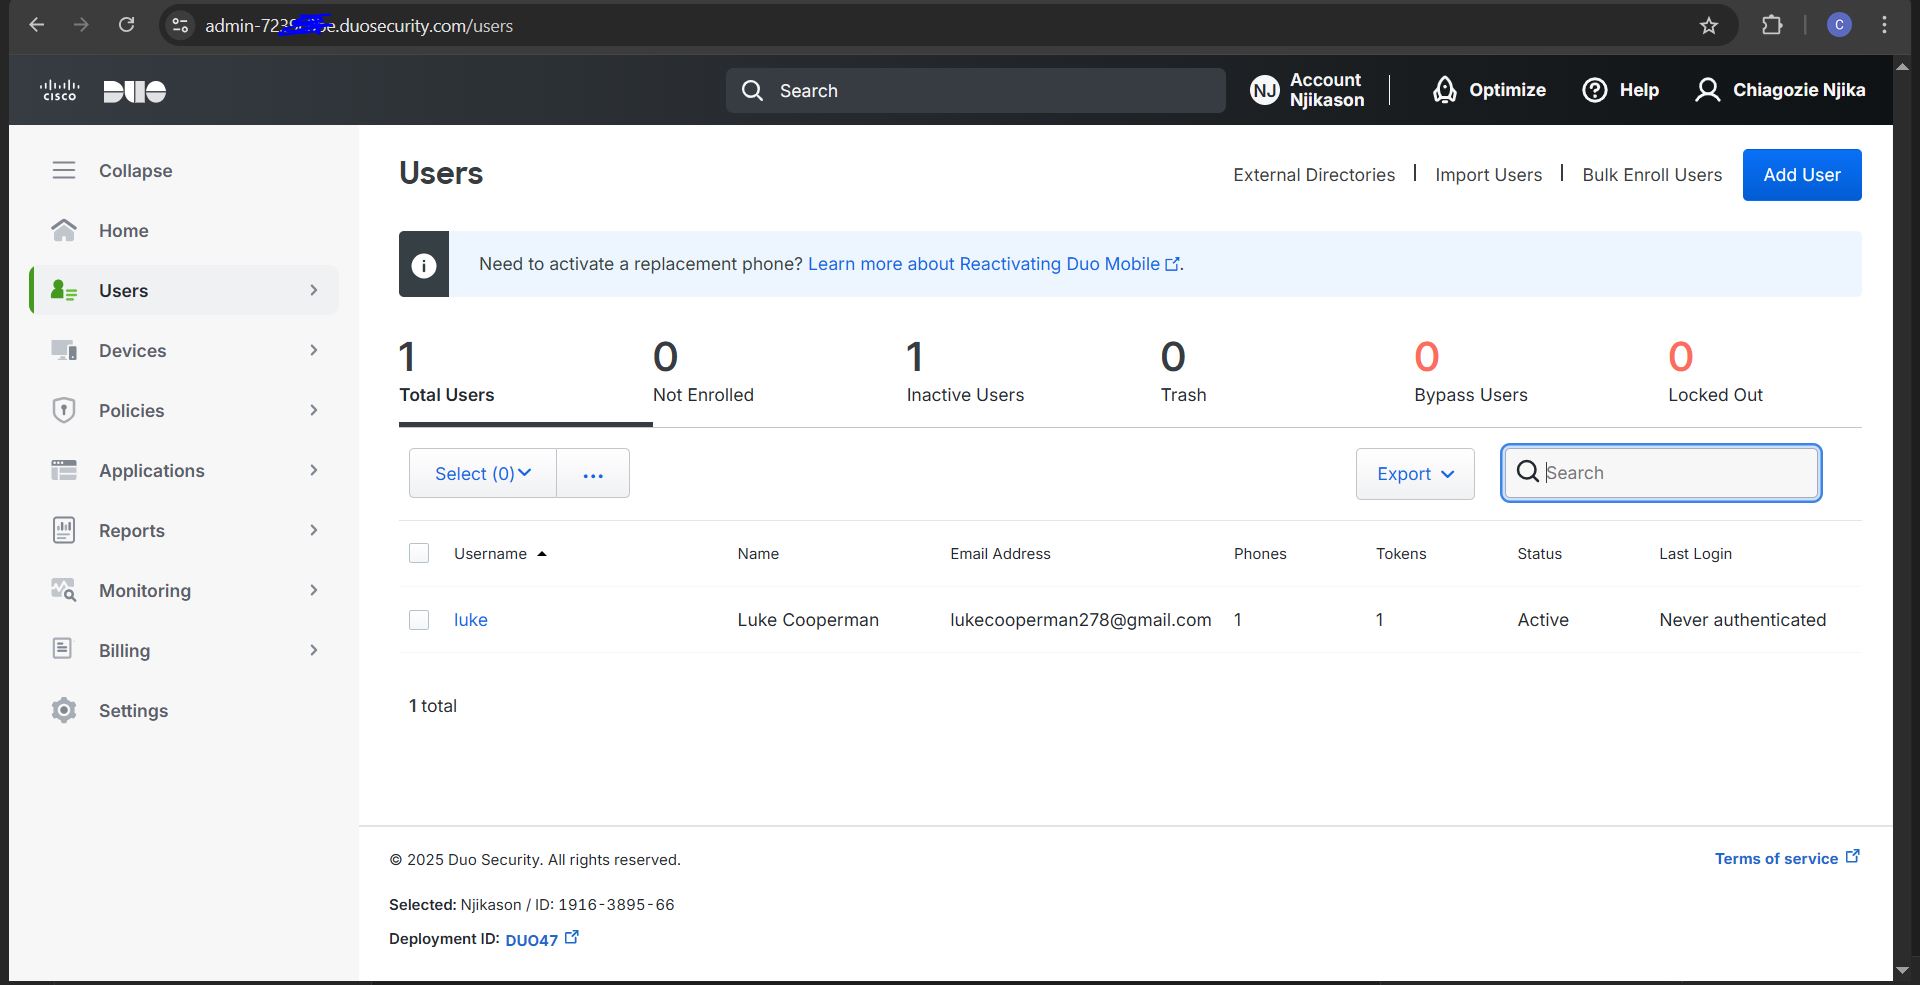 admin-7239 e.duosecurity.com/users
C
cisco DUO
Search
NJ Account Njikason
Optimize
Help
Chiagozie Njika
Collapse
Home
Users
Devices
Policies
Applications
Reports
Monitoring
Billing
Settings
Users
External Directories | Import Users | Bulk Enroll Users
Add User
Need to activate a replacement phone? Learn more about Reactivating Duo Mobile.
1 0 1 0 0 0
Total Users Not Enrolled Inactive Users Trash Bypass Users Locked Out
Select (0) ... Export Search
Username Name Email Address Phones Tokens Status Last Login
luke Luke Cooperman lukecooperman278@gmail.com 1 1 Active Never authenticated
1 total
© 2025 Duo Security. All rights reserved.
Terms of service
Selected: Njikason / ID: 1916-3895-66
Deployment ID: DUO47